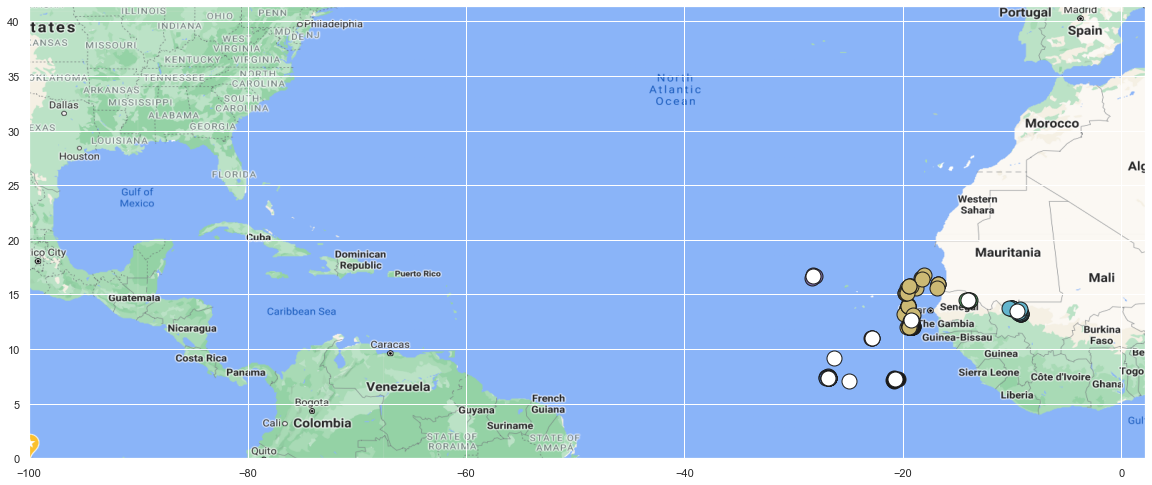 40
35
30
25
20
15
10
5
0
−100
−80
−60
−40
−20
0
ILLINOIS
OHIO
PENN
tates
INDIANA
Philadelphia
MD
DE
NJ
KANSAS
MISSOURI
WEST
VIRGINIA
KENTUCKY
VIRGINIA
OKLAHOMA
TENNESSEE
NORTH
CAROLINA
ARKANSAS
MISSISSIPPI
SOUTH
CAROLINA
Dallas
ALABAMA
GEORGIA
EXAS
LOUISIANA
Houston
FLORIDA
Gulf of
Mexico
ico City
Cuba
Dominican
Republic
Puerto Rico
Guatemala
Caribbean Sea
Nicaragua
Costa Rica
Panama
Caracas
Venezuela
Bogota
Cali
Colombia
Guyana
French
Guiana
Suriname
STATE OF
RORAIMA
STATE OF
AMAPA
Quito
North
Atlantic
Ocean
Portugal
Madrid
Spain
Morocco
Alg
Western
Sahara
Mauritania
Mali
Senegal
The Gambia
Guinea-Bissau
Guinea
Burkina
Faso
Sierra Leone
Côte d'Ivoire
Ghana
Togo
Be
Liberia
Gulf